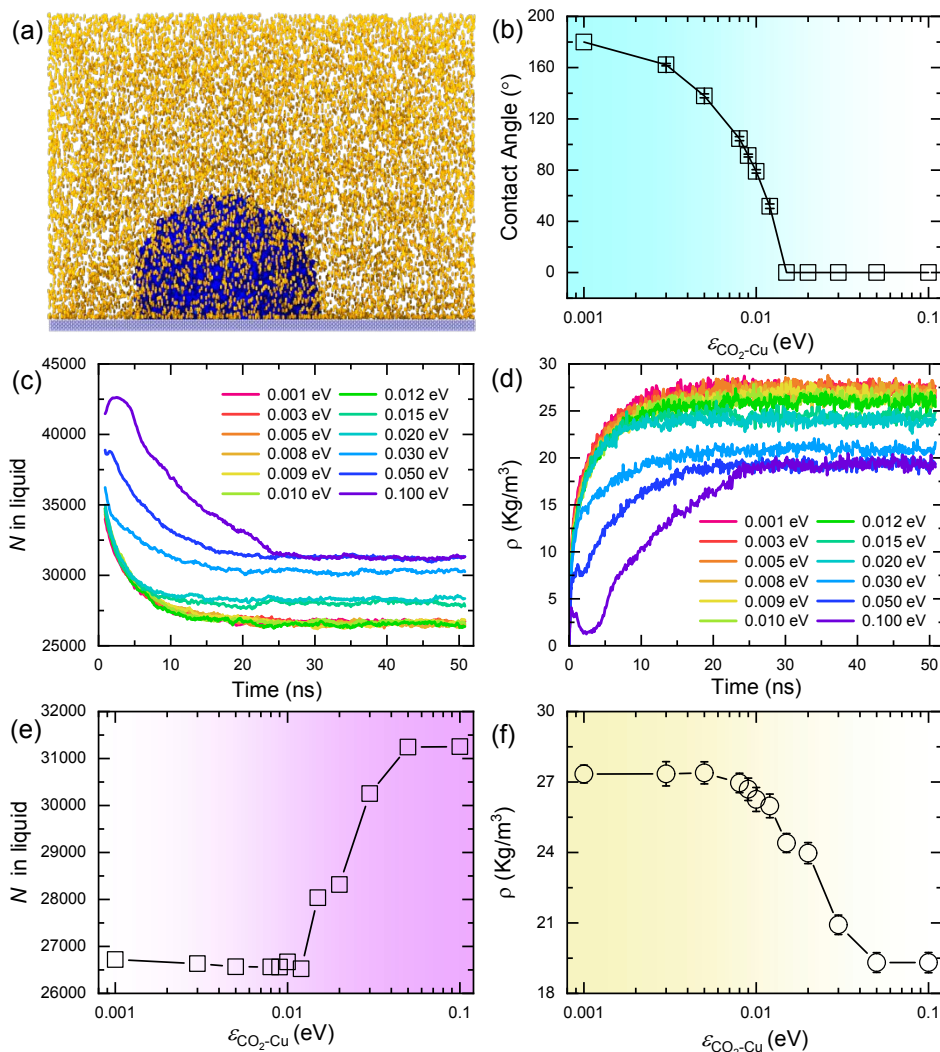 (a)
(b)
200
160
120
80
40
0
Contact Angle (°)
0.001
0.01
0.1
εCO₂-Cu (eV)
(c)
45000
40000
35000
30000
25000
N in liquid
0.001 eV
0.003 eV
0.005 eV
0.008 eV
0.009 eV
0.010 eV
0.012 eV
0.015 eV
0.020 eV
0.030 eV
0.050 eV
0.100 eV
0
10
20
30
40
50
Time (ns)
(d)
30
25
20
15
10
5
0
ρ (Kg/m³)
0.001 eV
0.003 eV
0.005 eV
0.008 eV
0.009 eV
0.010 eV
0.012 eV
0.015 eV
0.020 eV
0.030 eV
0.050 eV
0.100 eV
0
10
20
30
40
50
Time (ns)
(e)
32000
31000
30000
29000
28000
27000
26000
N in liquid
0.001
0.01
0.1
εCO₂-Cu (eV)
(f)
30
27
24
21
18
ρ (Kg/m³)
0.001
0.01
0.1
εCO₂-Cu (eV)